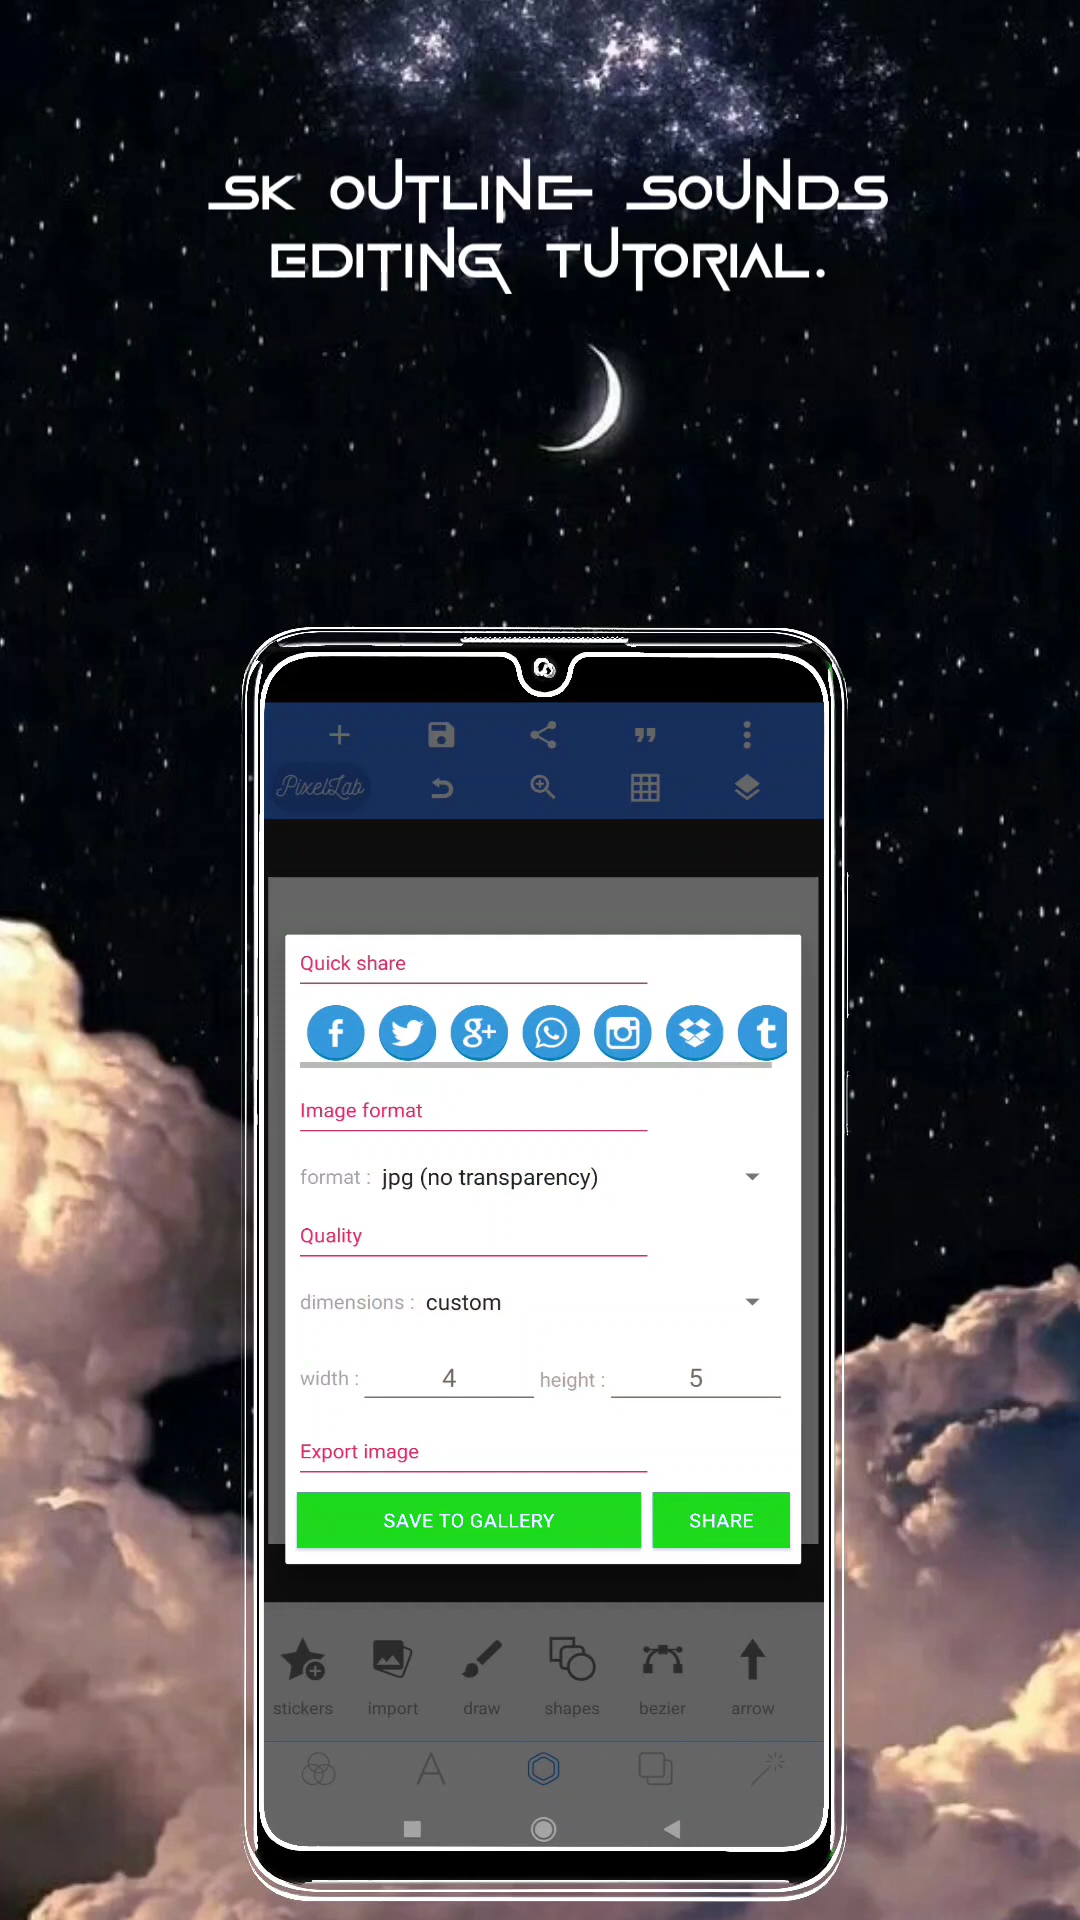 SK OUTLINE SOUNDS
EDITING TUTORIAL.
PixelLab
Quick share
f g+ t
Image format
format : jpg (no transparency)
Quality
dimensions : custom
width : 4 height : 5
Export image
SAVE TO GALLERY SHARE
stickers import draw shapes bezier arrow
A